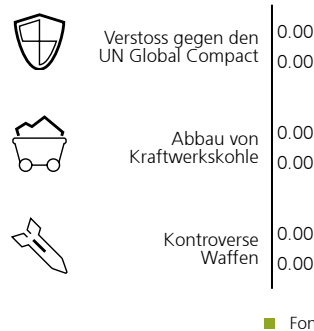 Verstoss gegen den
UN Global Compact
0.00
0.00
Abbau von
Kraftwerkskohle
0.00
0.00
Kontroverse
Waffen
0.00
0.00